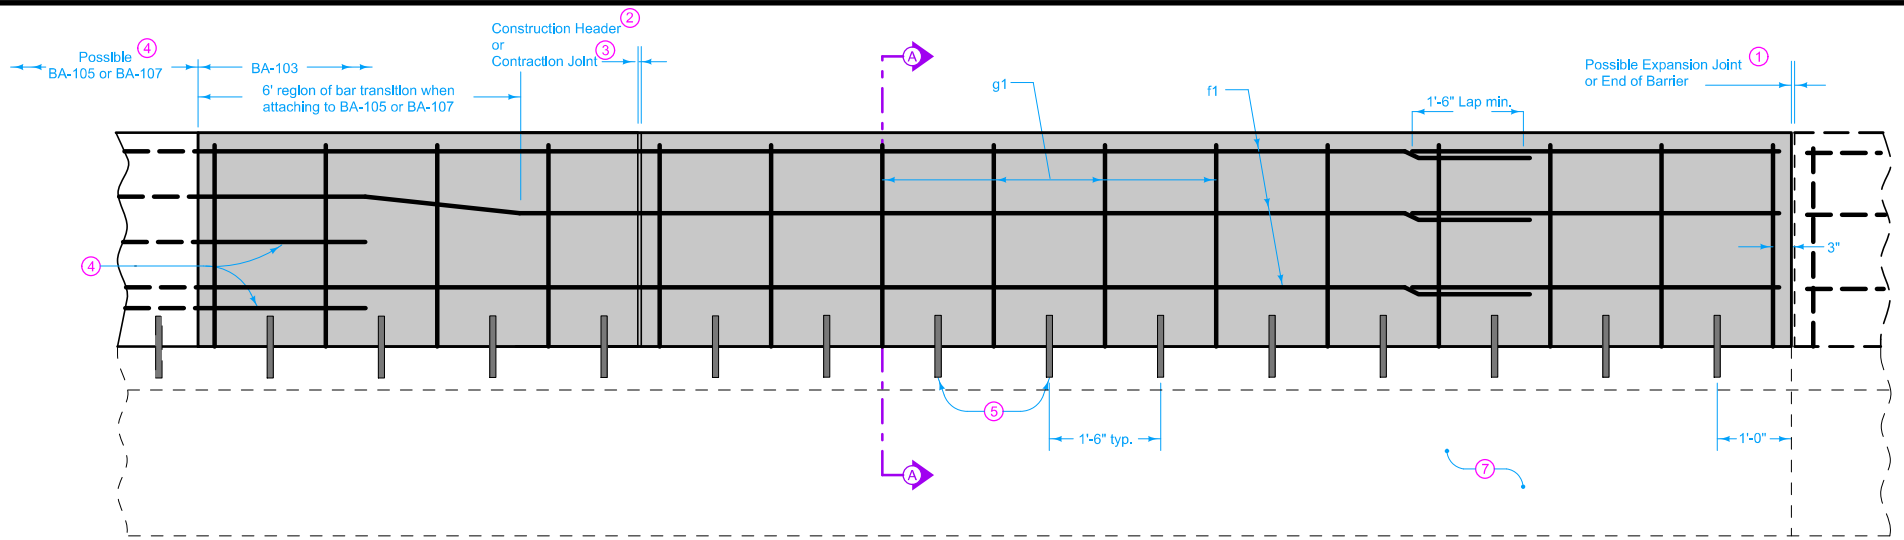 Possible 4
BA-105 or BA-107
BA-103
6' region of bar transition when
attaching to BA-105 or BA-107
Construction Header 2
or
Contraction Joint 3
A
g1
f1
1'-6" Lap min.
Possible Expansion Joint 1
or End of Barrier
4
3"
5
1'-6" typ.
A
7
1'-0"